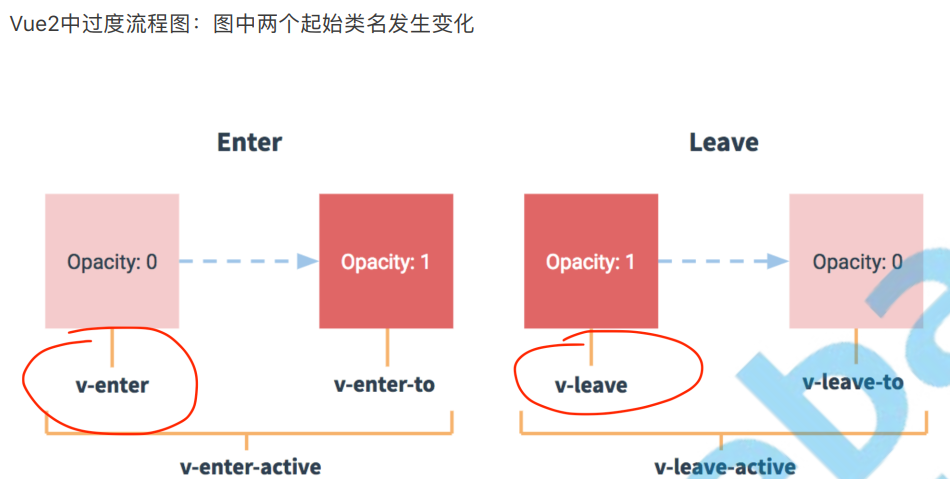 Vue2中过度流程图：图中两个起始类名发生变化
Enter
Leave
Opacity: 0
Opacity: 1
Opacity: 1
Opacity: 0
v-enter
v-enter-to
v-leave
v-leave-to
v-enter-active
v-leave-active